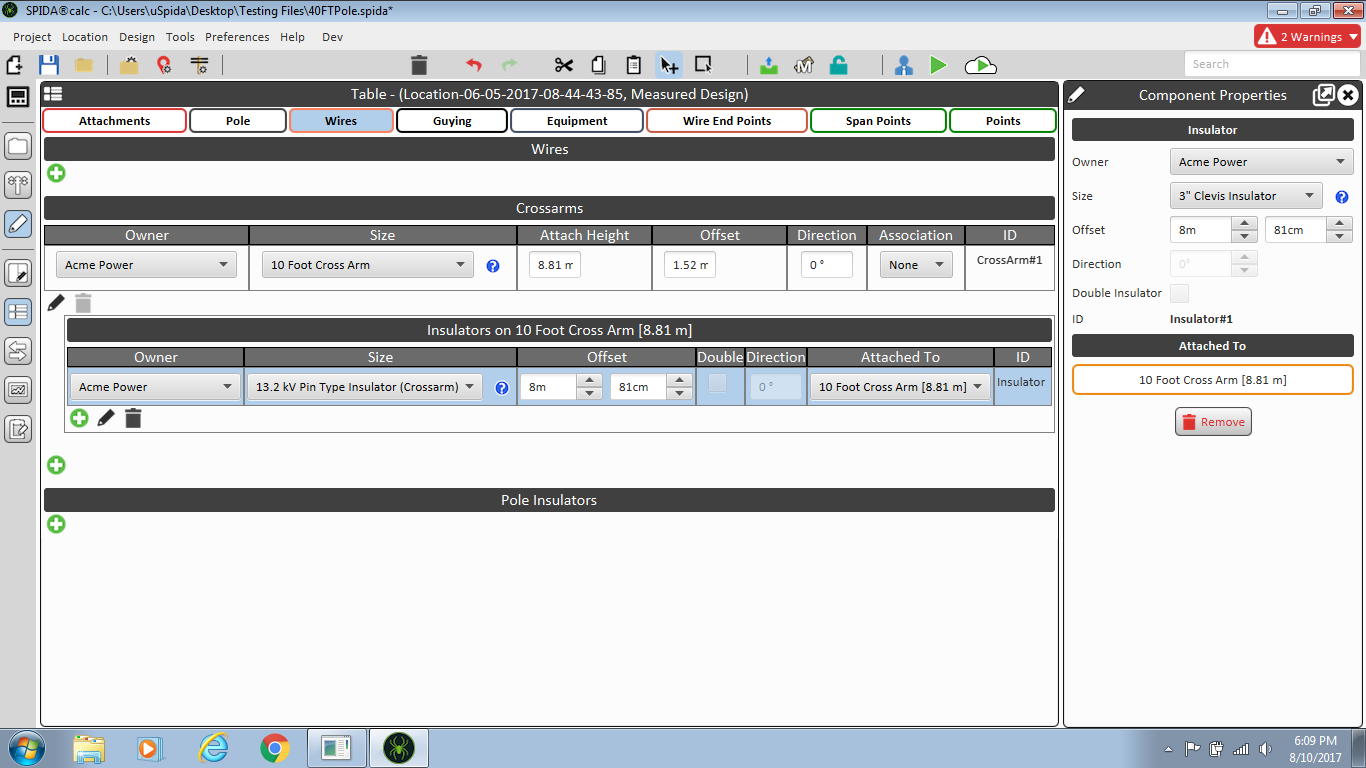 SPIDA®calc - C:\Users\uSpida\Desktop\Testing Files\40FTPole.spida*
Project Location Design Tools Preferences Help Dev
2 Warnings
Search
Table - (Location-06-05-2017-08-44-43-85, Measured Design)
Attachments Pole Wires Guying Equipment Wire End Points Span Points Points
Wires
Crossarms
Owner Size Attach Height Offset Direction Association ID
Acme Power 10 Foot Cross Arm 8.81 m 1.52 m 0 ° None CrossArm#1
Insulators on 10 Foot Cross Arm [8.81 m]
Owner Size Offset Double Direction Attached To ID
Acme Power 13.2 kV Pin Type Insulator (Crossarm) 8m 81cm 0 ° 10 Foot Cross Arm [8.81 m] Insulator
Pole Insulators
Component Properties
Insulator
Owner Acme Power
Size 3" Clevis Insulator
Offset 8m 81cm
Direction 0°
Double Insulator
ID Insulator#1
Attached To
10 Foot Cross Arm [8.81 m]
Remove
6:09 PM
8/10/2017